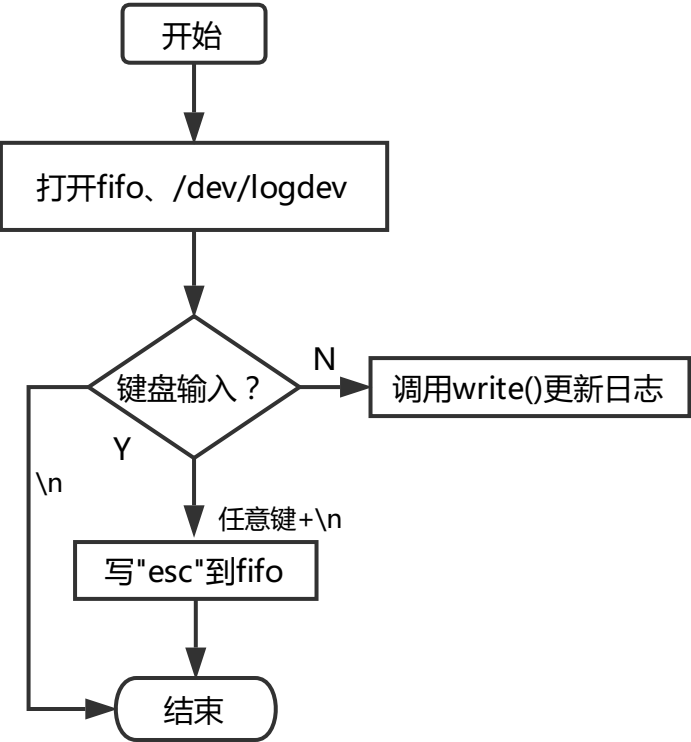 开始
打开fifo、/dev/logdev
键盘输入？
N
调用write()更新日志
Y
\n
任意键+\n
写"esc"到fifo
结束